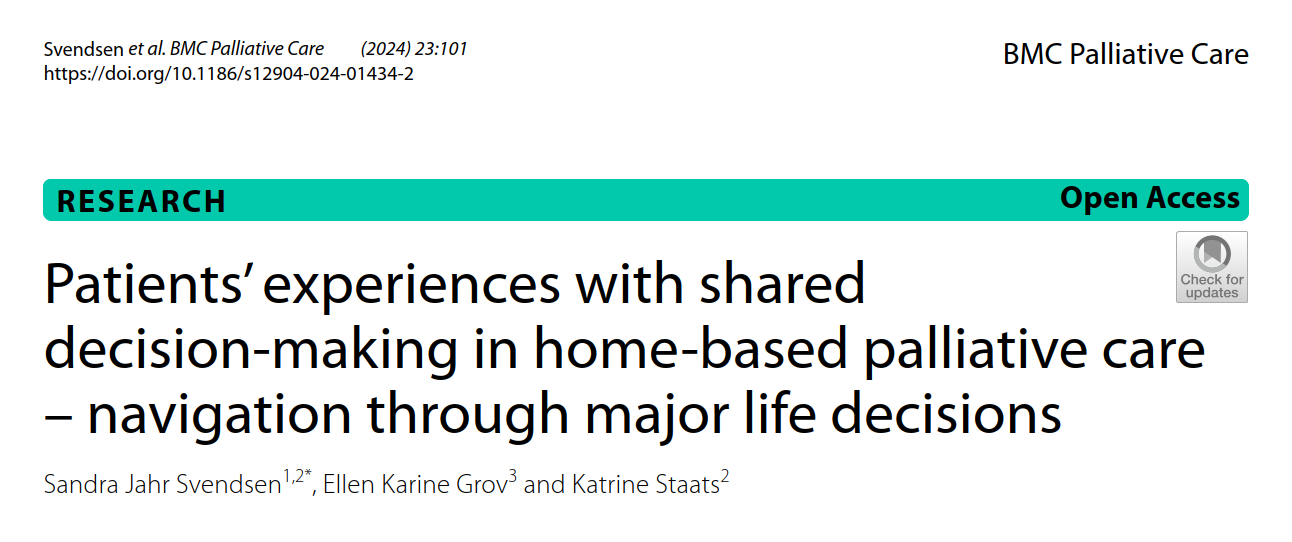 Svendsen et al. BMC Palliative Care (2024) 23:101
https://doi.org/10.1186/s12904-024-01434-2
BMC Palliative Care
RESEARCH
Open Access
Check for
updates
Patients’ experiences with shared
decision-making in home-based palliative care
– navigation through major life decisions
Sandra Jahr Svendsen1,2*, Ellen Karine Grov3 and Katrine Staats2